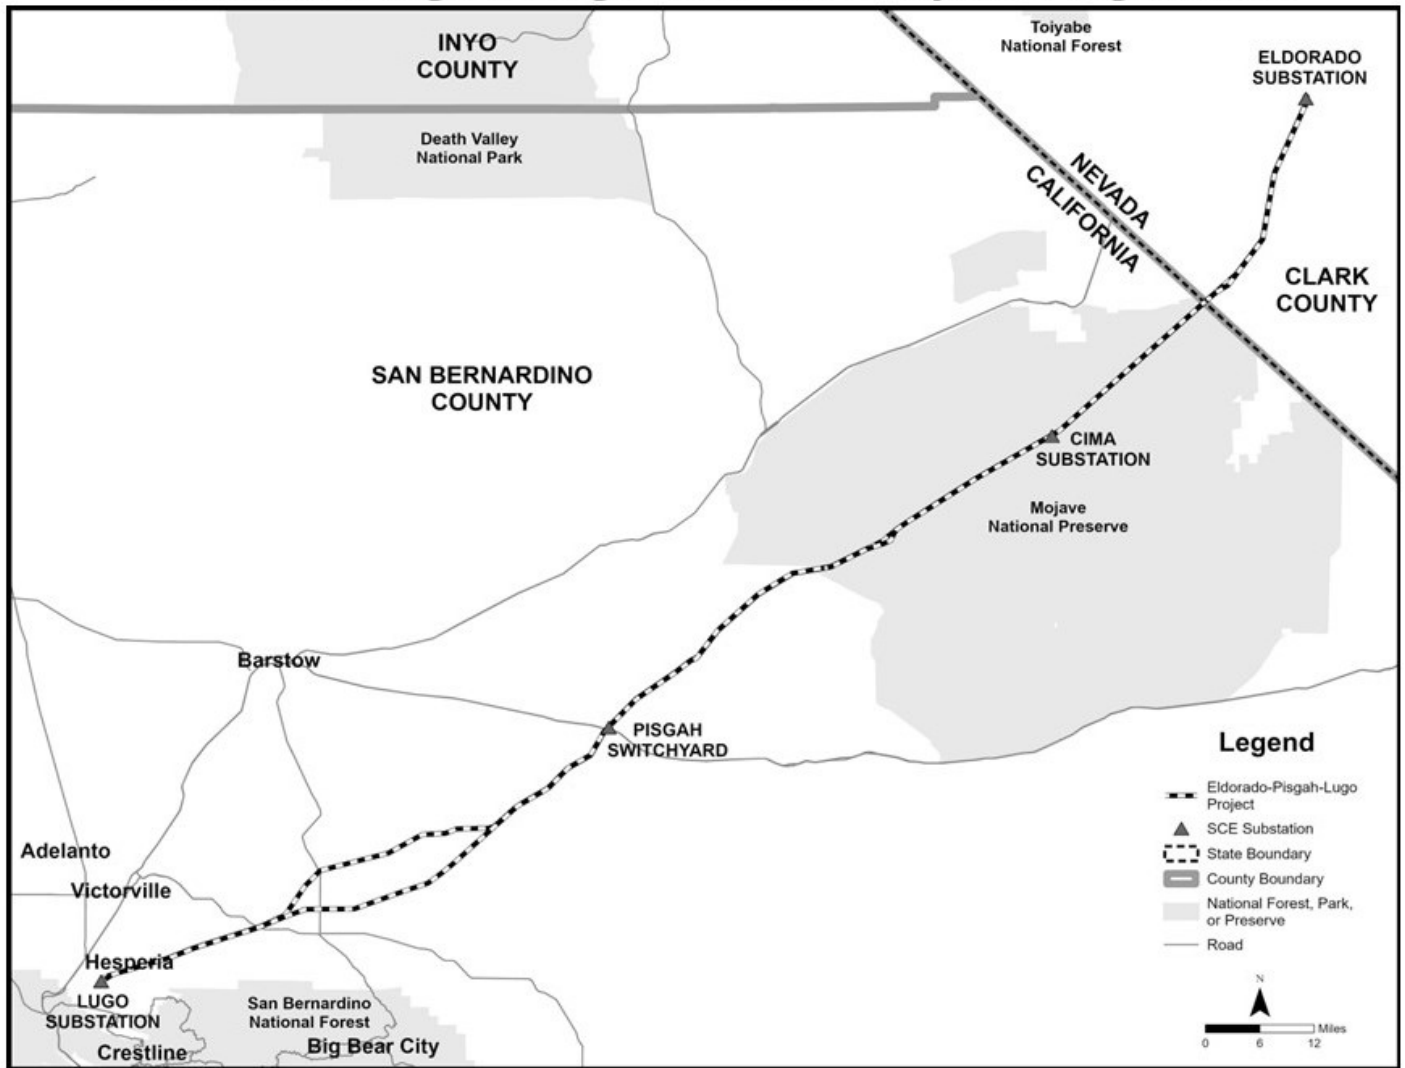 INYO
COUNTY
Toiyabe
National Forest
ELDORADO
SUBSTATION
Death Valley
National Park
NEVADA
CALIFORNIA
CLARK
COUNTY
SAN BERNARDINO
COUNTY
CIMA
SUBSTATION
Mojave
National Preserve
Barstow
PISGAH
SWITCHYARD
Adelanto
Victorville
Hesperia
LUGO
SUBSTATION
San Bernardino
National Forest
Crestline
Big Bear City
Legend
Eldorado-Pisgah-Lugo
Project
SCE Substation
State Boundary
County Boundary
National Forest, Park,
or Preserve
Road
N
Miles
0 6 12